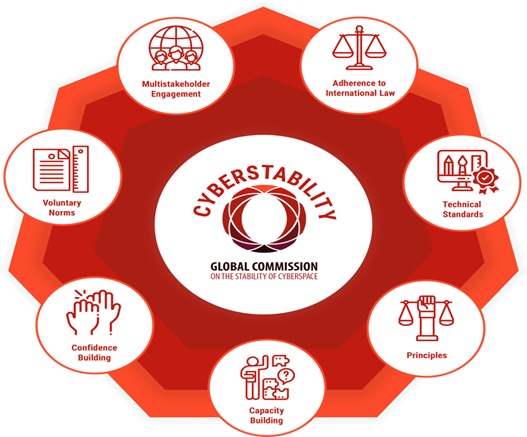 Multistakeholder
Engagement
Adherence to
International Law
Voluntary
Norms
CYBERSTABILITY
GLOBAL COMMISSION
ON THE STABILITY OF CYBERSPACE
Technical
Standards
Confidence
Building
Principles
Capacity
Building
?